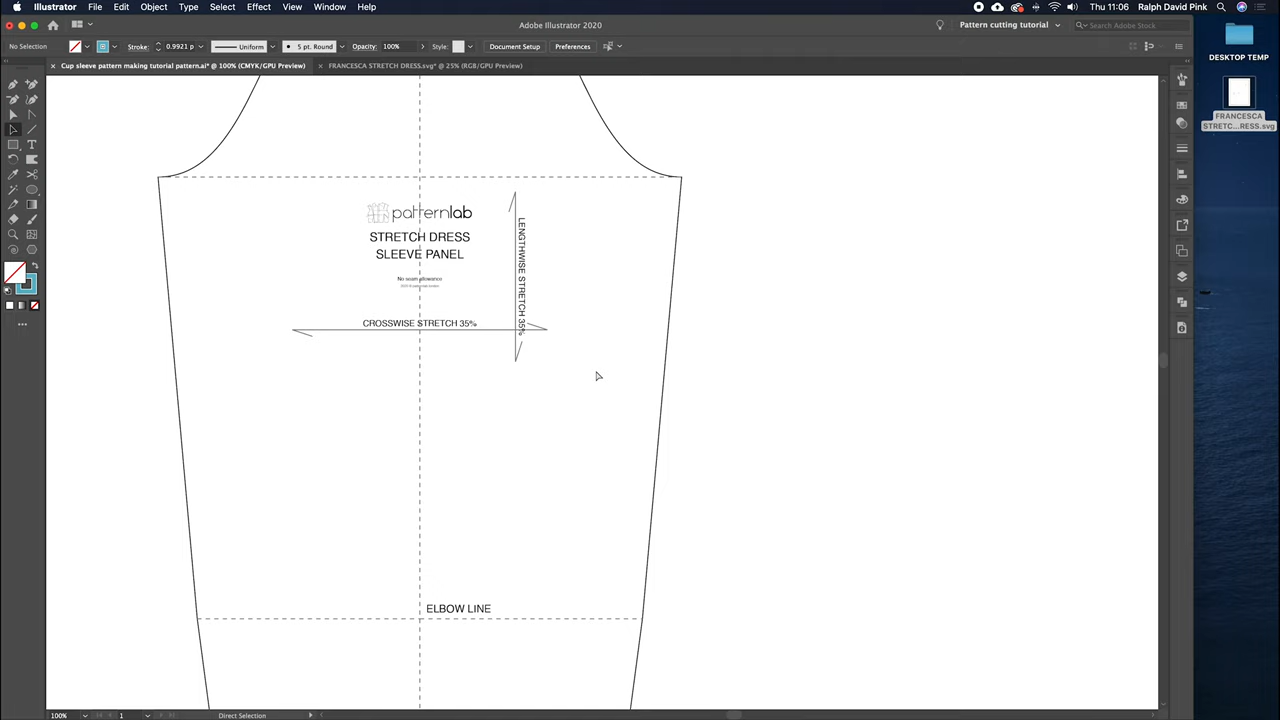 Illustrator File Edit Object Type Select Effect View Window Help
Thu 11:06 Ralph David Pink
Adobe Illustrator 2020
Pattern cutting tutorial
Search Adobe Stock
No Selection
Stroke: 0.9921 p
Uniform
5 pt. Round
Opacity: 100%
Style:
Document Setup
Preferences
Cup sleeve pattern making tutorial pattern.ai* @ 100% (CMYK/GPU Preview)
FRANCESCA STRETCH DRESS.svg* @ 25% (RGB/GPU Preview)
DESKTOP TEMP
FRANCESCA
STRETC...RESS.svg
patternlab
STRETCH DRESS
SLEEVE PANEL
No seam allowance
CROSSWISE STRETCH 35%
LENGTHWISE STRETCH 35%
ELBOW LINE
100%
1
Direct Selection